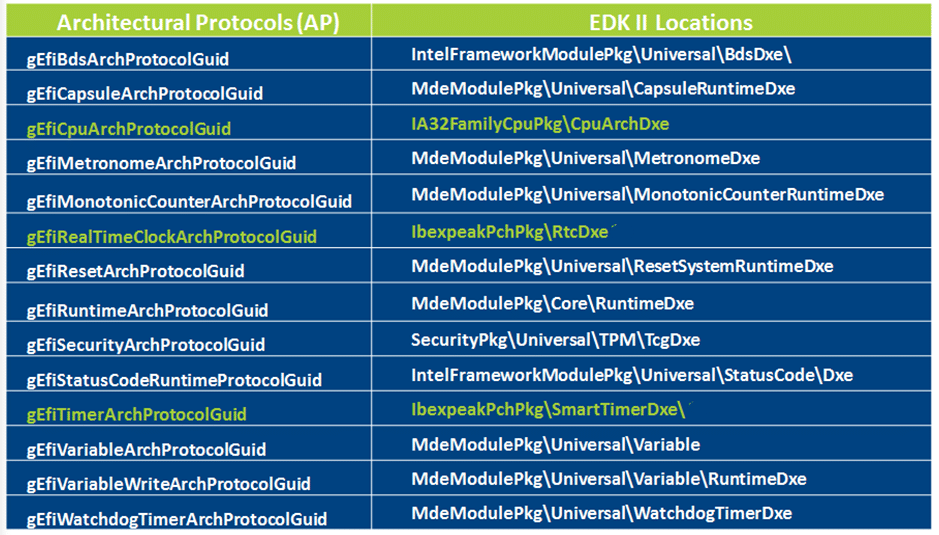 Architectural Protocols (AP) EDK II Locations
gEfiBdsArchProtocolGuid IntelFrameworkModulePkg\Universal\BdsDxe\
gEfiCapsuleArchProtocolGuid MdeModulePkg\Universal\CapsuleRuntimeDxe
gEfiCpuArchProtocolGuid IA32FamilyCpuPkg\CpuArchDxe
gEfiMetronomeArchProtocolGuid MdeModulePkg\Universal\MetronomeDxe
gEfiMonotonicCounterArchProtocolGuid MdeModulePkg\Universal\MonotonicCounterRuntimeDxe
gEfiRealTimeClockArchProtocolGuid IbexpeakPchPkg\RtcDxe
gEfiResetArchProtocolGuid MdeModulePkg\Universal\ResetSystemRuntimeDxe
gEfiRuntimeArchProtocolGuid MdeModulePkg\Core\RuntimeDxe
gEfiSecurityArchProtocolGuid SecurityPkg\Universal\TPM\TcgDxe
gEfiStatusCodeRuntimeProtocolGuid IntelFrameworkModulePkg\Universal\StatusCode\Dxe
gEfiTimerArchProtocolGuid IbexpeakPchPkg\SmartTimerDxe\
gEfiVariableArchProtocolGuid MdeModulePkg\Universal\Variable
gEfiVariableWriteArchProtocolGuid MdeModulePkg\Universal\Variable\RuntimeDxe
gEfiWatchdogTimerArchProtocolGuid MdeModulePkg\Universal\WatchdogTimerDxe